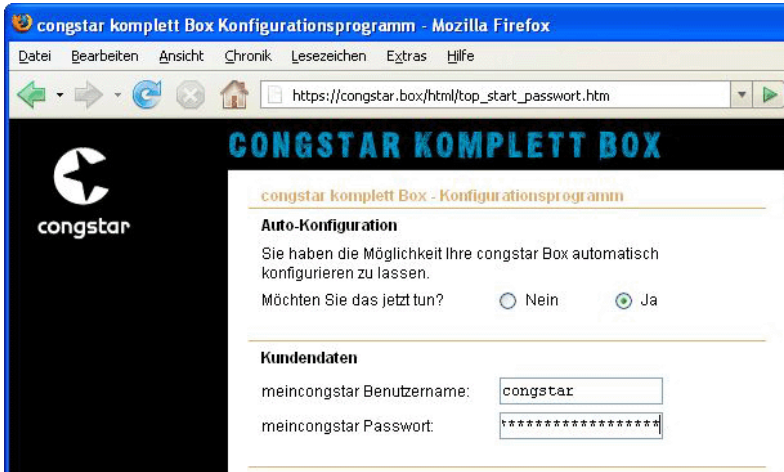 congstar komplett Box Konfigurationsprogramm - Mozilla Firefox
Datei Bearbeiten Ansicht Chronik Lesezeichen Extras Hilfe
https://congstar.box/html/top_start_passwort.htm
CONGSTAR KOMPLETT BOX
congstar
congstar komplett Box - Konfigurationsprogramm
Auto-Konfiguration
Sie haben die Möglichkeit Ihre congstar Box automatisch
konfigurieren zu lassen.
Möchten Sie das jetzt tun? Nein Ja
Kundendaten
meincongstar Benutzername: congstar
meincongstar Passwort: ******************